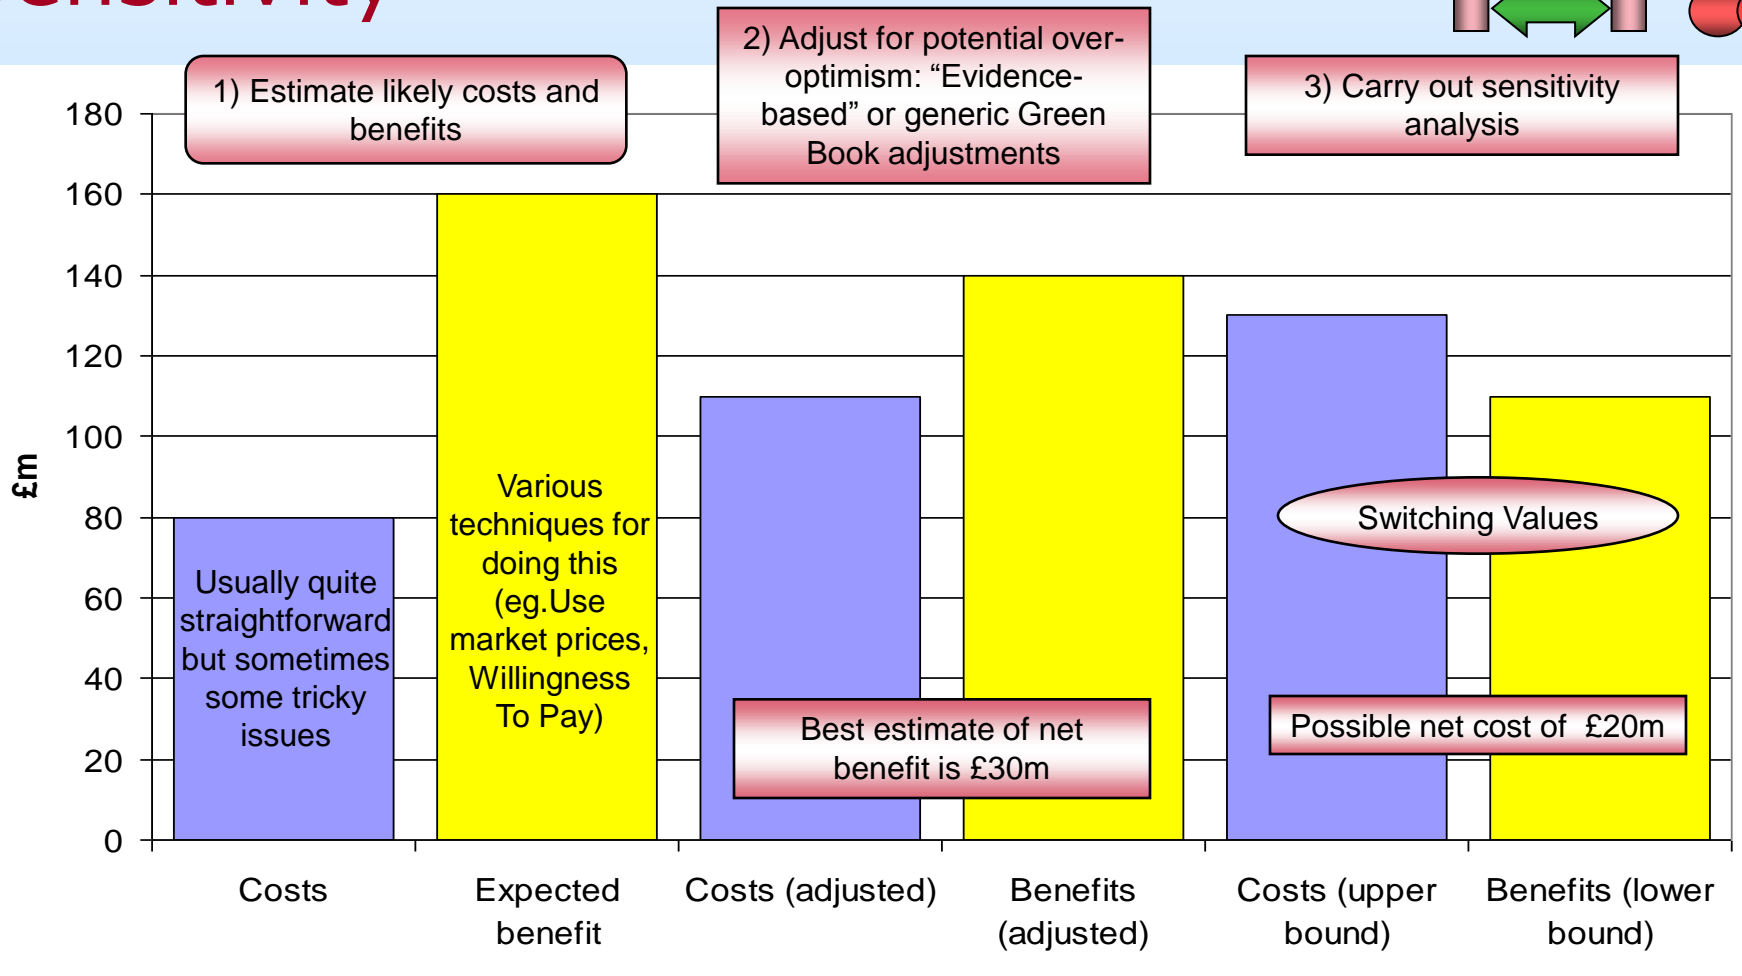 1) Estimate likely costs and
benefits
2) Adjust for potential over-
optimism: “Evidence-
based” or generic Green
Book adjustments
3) Carry out sensitivity
analysis
£m
180
160
140
120
100
80
60
40
20
0
Usually quite
straightforward
but sometimes
some tricky
issues
Various
techniques for
doing this
(eg.Use
market prices,
Willingness
To Pay)
Best estimate of net
benefit is £30m
Switching Values
Possible net cost of £20m
Costs
Expected
benefit
Costs (adjusted)
Benefits
(adjusted)
Costs (upper
bound)
Benefits (lower
bound)